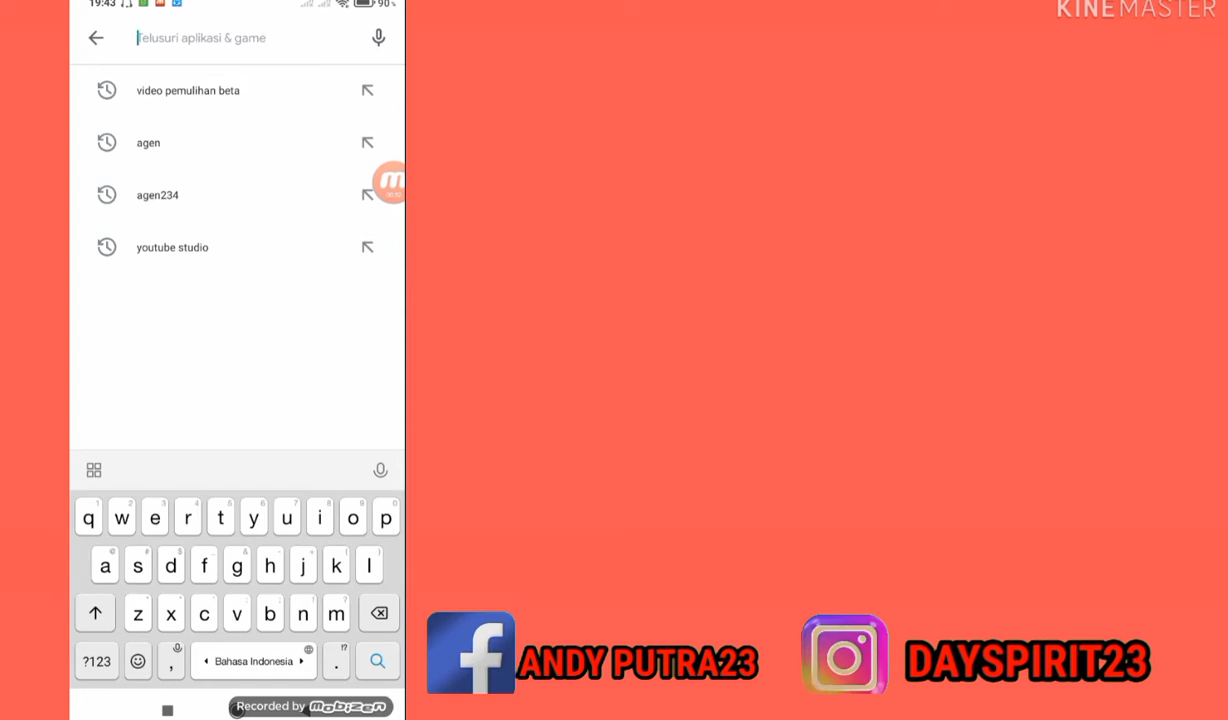 19:43
90%
KINEMASTER
Telusuri aplikasi & game
video pemulihan beta
agen
agen234
youtube studio
q w e r t y u i o p
a s d f g h j k l
z x c v b n m
?123 , Bahasa Indonesia .
Recorded by mobizen
ANDY PUTRA23
DAYSPIRIT23